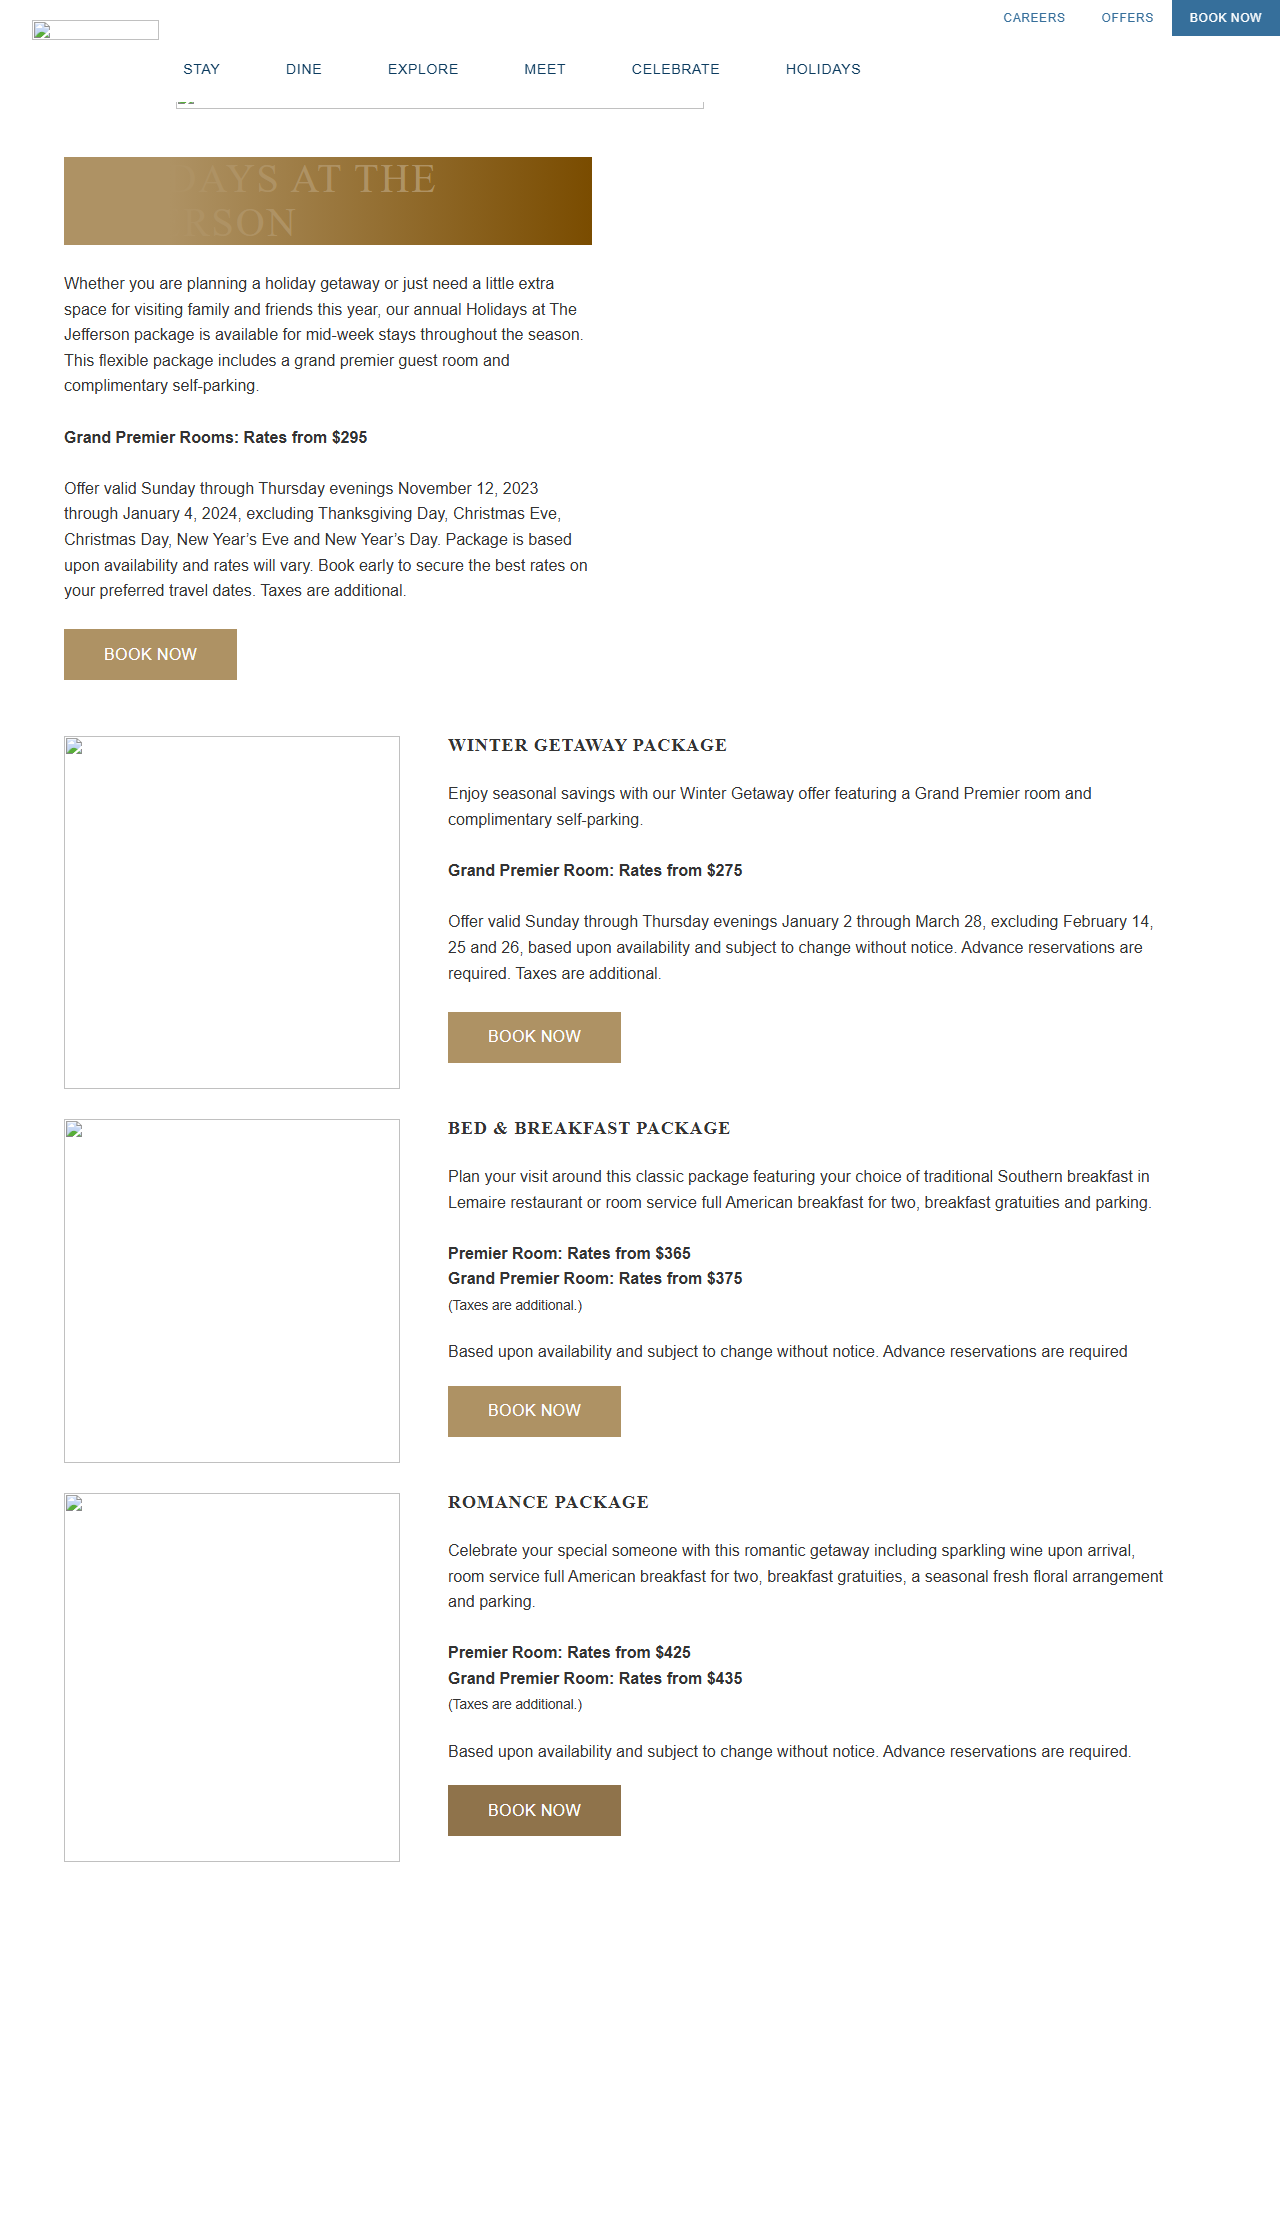 CAREERS OFFERS BOOK NOW
STAY DINE EXPLORE MEET CELEBRATE HOLIDAYS
DAYS AT THE
RSON
Whether you are planning a holiday getaway or just need a little extra
space for visiting family and friends this year, our annual Holidays at The
Jefferson package is available for mid-week stays throughout the season.
This flexible package includes a grand premier guest room and
complimentary self-parking.
Grand Premier Rooms: Rates from $295
Offer valid Sunday through Thursday evenings November 12, 2023
through January 4, 2024, excluding Thanksgiving Day, Christmas Eve,
Christmas Day, New Year’s Eve and New Year’s Day. Package is based
upon availability and rates will vary. Book early to secure the best rates on
your preferred travel dates. Taxes are additional.
BOOK NOW
WINTER GETAWAY PACKAGE
Enjoy seasonal savings with our Winter Getaway offer featuring a Grand Premier room and
complimentary self-parking.
Grand Premier Room: Rates from $275
Offer valid Sunday through Thursday evenings January 2 through March 28, excluding February 14,
25 and 26, based upon availability and subject to change without notice. Advance reservations are
required. Taxes are additional.
BOOK NOW
BED & BREAKFAST PACKAGE
Plan your visit around this classic package featuring your choice of traditional Southern breakfast in
Lemaire restaurant or room service full American breakfast for two, breakfast gratuities and parking.
Premier Room: Rates from $365
Grand Premier Room: Rates from $375
(Taxes are additional.)
Based upon availability and subject to change without notice. Advance reservations are required
BOOK NOW
ROMANCE PACKAGE
Celebrate your special someone with this romantic getaway including sparkling wine upon arrival,
room service full American breakfast for two, breakfast gratuities, a seasonal fresh floral arrangement
and parking.
Premier Room: Rates from $425
Grand Premier Room: Rates from $435
(Taxes are additional.)
Based upon availability and subject to change without notice. Advance reservations are required.
BOOK NOW